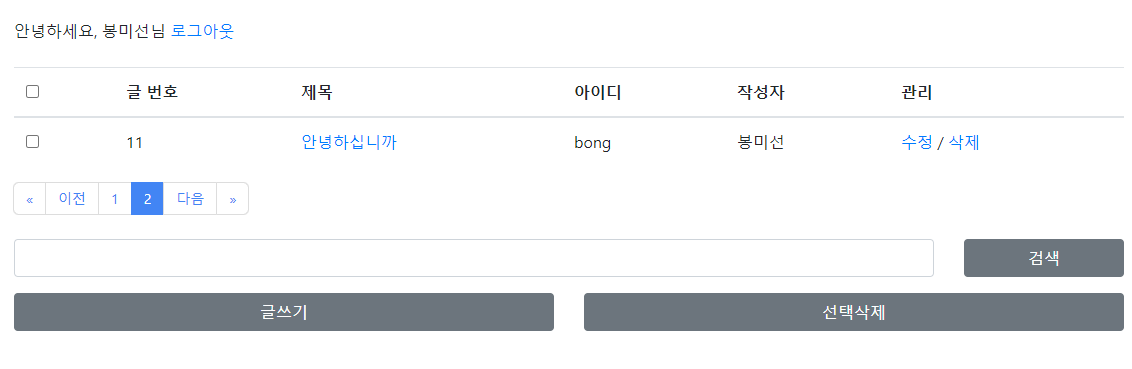 안녕하세요, 봉미선님 로그아웃
글 번호 제목 아이디 작성자 관리
11 안녕하십니까 bong 봉미선 수정 / 삭제
« 이전 1 2 다음 »
검색
글쓰기 선택삭제